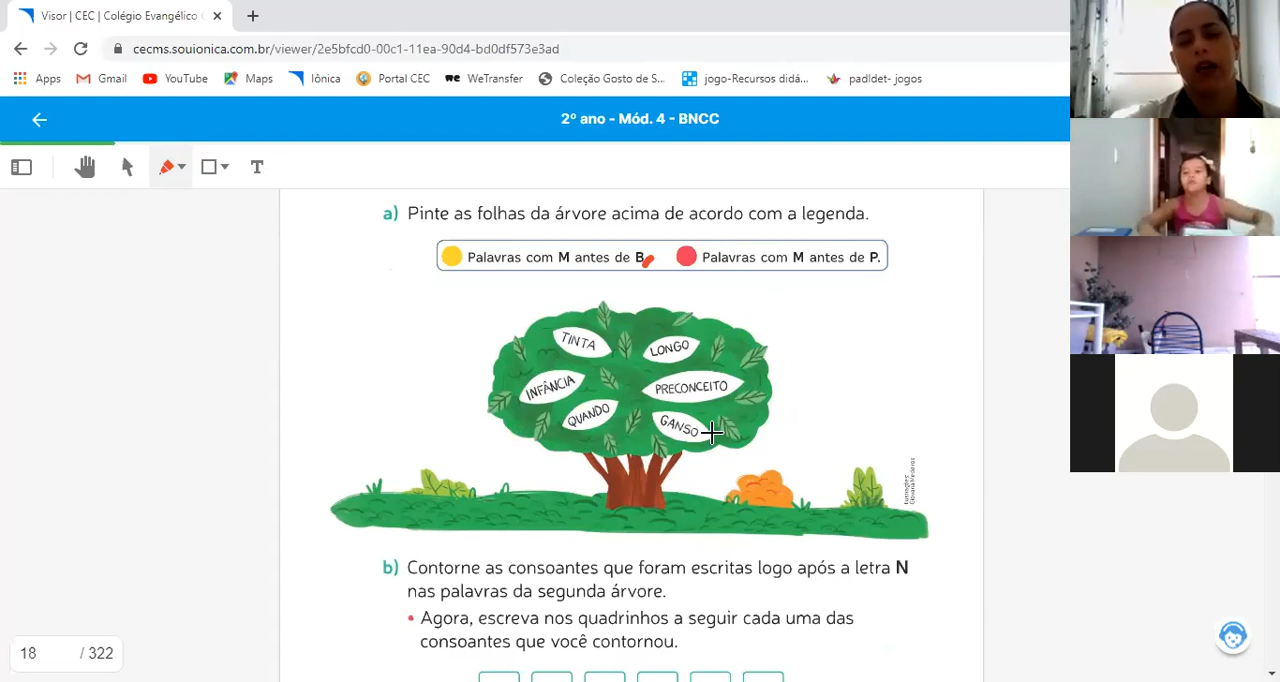 Visor | CEC | Colégio Evangélico
cecms.souionica.com.br/viewer/2e5bfcd0-00c1-11ea-90d4-bd0df573e3ad
Apps Gmail YouTube Maps Iônica Portal CEC WeTransfer Coleção Gosto de S... jogo-Recursos didá... padldet- jogos
2º ano - Mód. 4 - BNCC
T
a) Pinte as folhas da árvore acima de acordo com a legenda.
Palavras com M antes de B. Palavras com M antes de P.
TINTA
LONGO
INFÂNCIA
PRECONCEITO
QUANDO
GANSO
Ilustrações:
Giovana Medeiros
b) Contorne as consoantes que foram escritas logo após a letra N
nas palavras da segunda árvore.
• Agora, escreva nos quadrinhos a seguir cada uma das
consoantes que você contornou.
18 / 322